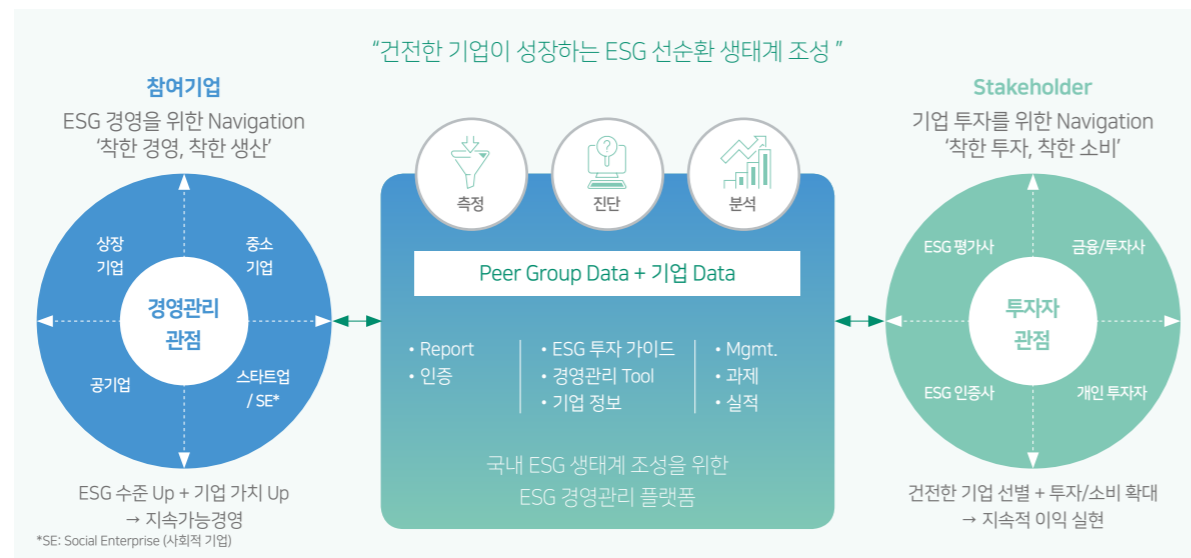 “건전한 기업이 성장하는 ESG 선순환 생태계 조성 ”
참여기업
ESG 경영을 위한 Navigation
‘착한 경영, 착한 생산’
상장
기업
중소
기업
경영관리
관점
공기업
스타트업
/ SE*
ESG 수준 Up + 기업 가치 Up
→ 지속가능경영
*SE: Social Enterprise (사회적 기업)
?
측정
진단
분석
Peer Group Data + 기업 Data
• Report
• 인증
• ESG 투자 가이드
• 경영관리 Tool
• 기업 정보
• Mgmt.
• 과제
• 실적
국내 ESG 생태계 조성을 위한
ESG 경영관리 플랫폼
Stakeholder
기업 투자를 위한 Navigation
‘착한 투자, 착한 소비’
ESG 평가사
금융/투자사
투자자
관점
ESG 인증사
개인 투자자
건전한 기업 선별 + 투자/소비 확대
→ 지속적 이익 실현